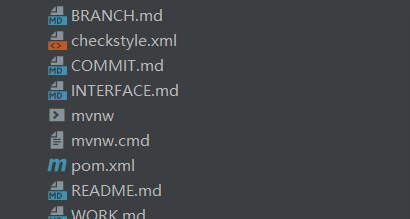 BRANCH.md
checkstyle.xml
COMMIT.md
INTERFACE.md
mvnw
mvnw.cmd
pom.xml
README.md
WORK.md